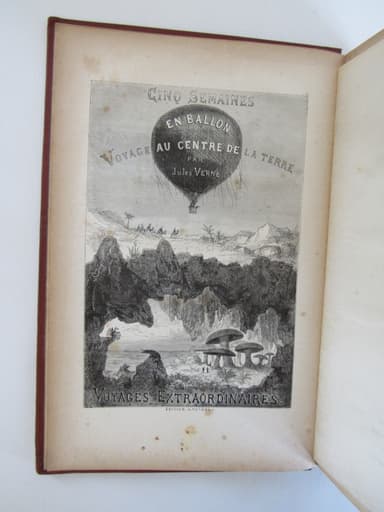 CINQ SEMAINES
EN BALLON
VOYAGE AU CENTRE DE LA TERRE
PAR
JULES VERNE
VOYAGES EXTRAORDINAIRES